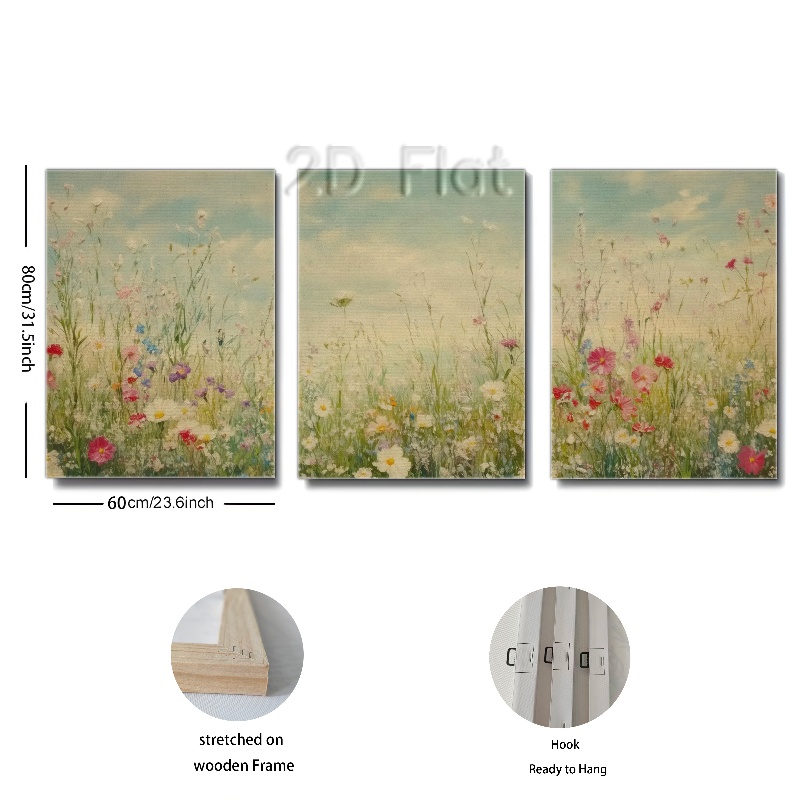 2D Flat
80cm/31.5inch
60cm/23.6inch
stretched on
wooden Frame
Hook
Ready to Hang